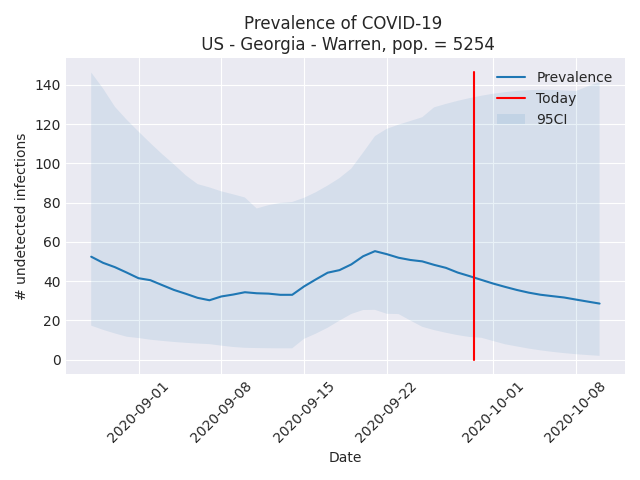 Prevalence of COVID-19
US - Georgia - Warren, pop. = 5254
Prevalence
Today
95CI
# undetected infections
140
120
100
80
60
40
20
0
2020-09-01
2020-09-08
2020-09-15
2020-09-22
2020-10-01
2020-10-08
Date